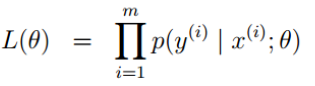 L(θ) = ∏_{i=1}^{m} p(y^{(i)} | x^{(i)}; θ)